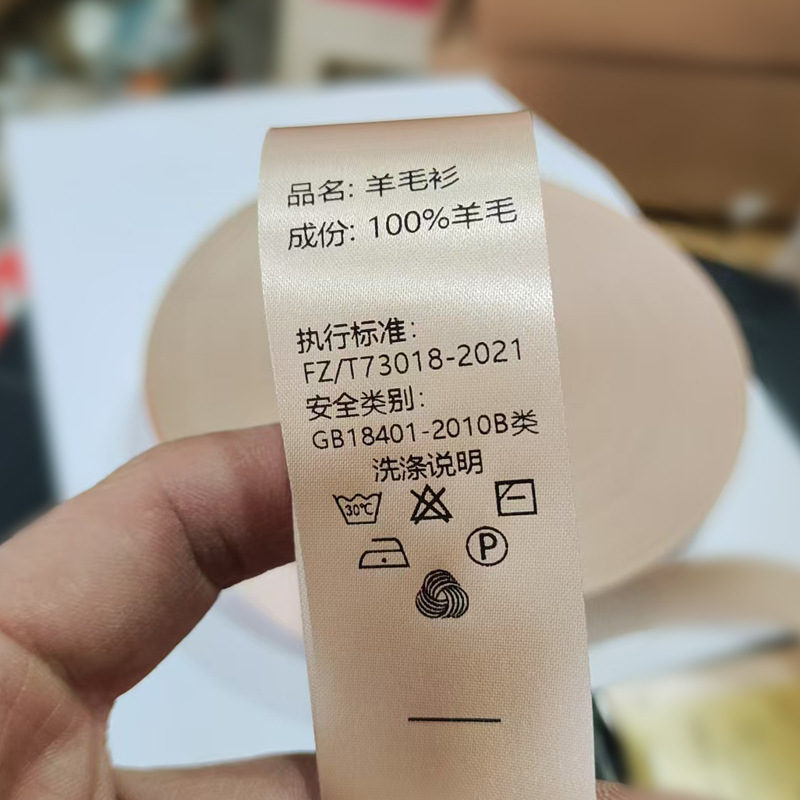 品名: 羊毛衫
成份: 100%羊毛
执行标准:
FZ/T73018-2021
安全类别:
GB18401-2010B类
洗涤说明
30℃
P